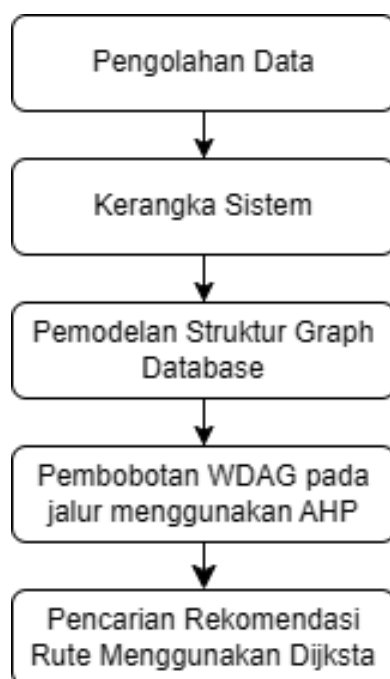 Pengolahan Data
Kerangka Sistem
Pemodelan Struktur Graph
Database
Pembobotan WDAG pada
jalur menggunakan AHP
Pencarian Rekomendasi
Rute Menggunakan Dijksta